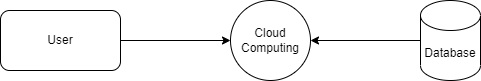 User
Cloud
Computing
Database